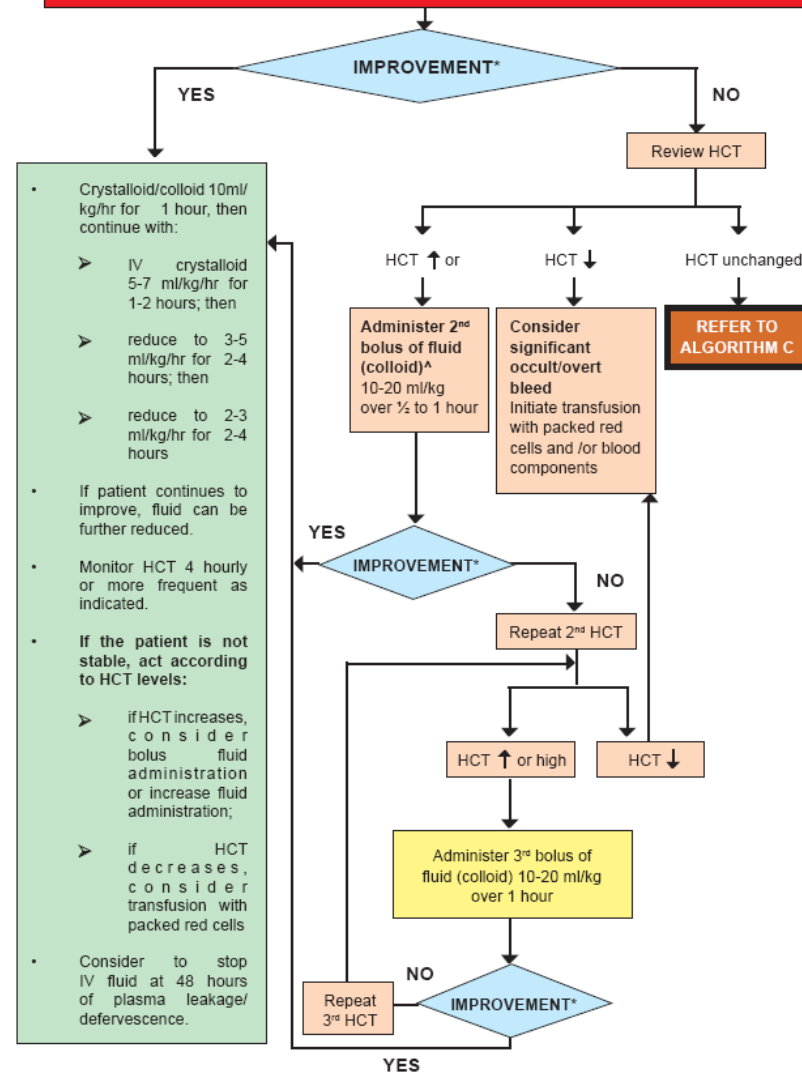 IMPROVEMENT*
YES
NO
Review HCT
• Crystalloid/colloid 10ml/
kg/hr for 1 hour, then
continue with:
➢ IV crystalloid
5-7 ml/kg/hr for
1-2 hours; then
➢ reduce to 3-5
ml/kg/hr for 2-4
hours; then
➢ reduce to 2-3
ml/kg/hr for 2-4
hours
• If patient continues to
improve, fluid can be
further reduced.
• Monitor HCT 4 hourly
or more frequent as
indicated.
• If the patient is not
stable, act according
to HCT levels:
➢ if HCT increases,
consider
bolus fluid
administration
or increase fluid
administration;
➢ if HCT
decreases,
consider
transfusion with
packed red cells
• Consider to stop
IV fluid at 48 hours
of plasma leakage/
defervescence.
HCT ↑ or
HCT ↓
HCT unchanged
Administer 2nd
bolus of fluid
(colloid)^
10-20 ml/kg
over ½ to 1 hour
Consider
significant
occult/overt
bleed
Initiate transfusion
with packed red
cells and /or blood
components
REFER TO
ALGORITHM C
YES
IMPROVEMENT*
NO
Repeat 2nd HCT
HCT ↑ or high
HCT ↓
Administer 3rd bolus of
fluid (colloid) 10-20 ml/kg
over 1 hour
NO
IMPROVEMENT*
Repeat
3rd HCT
YES